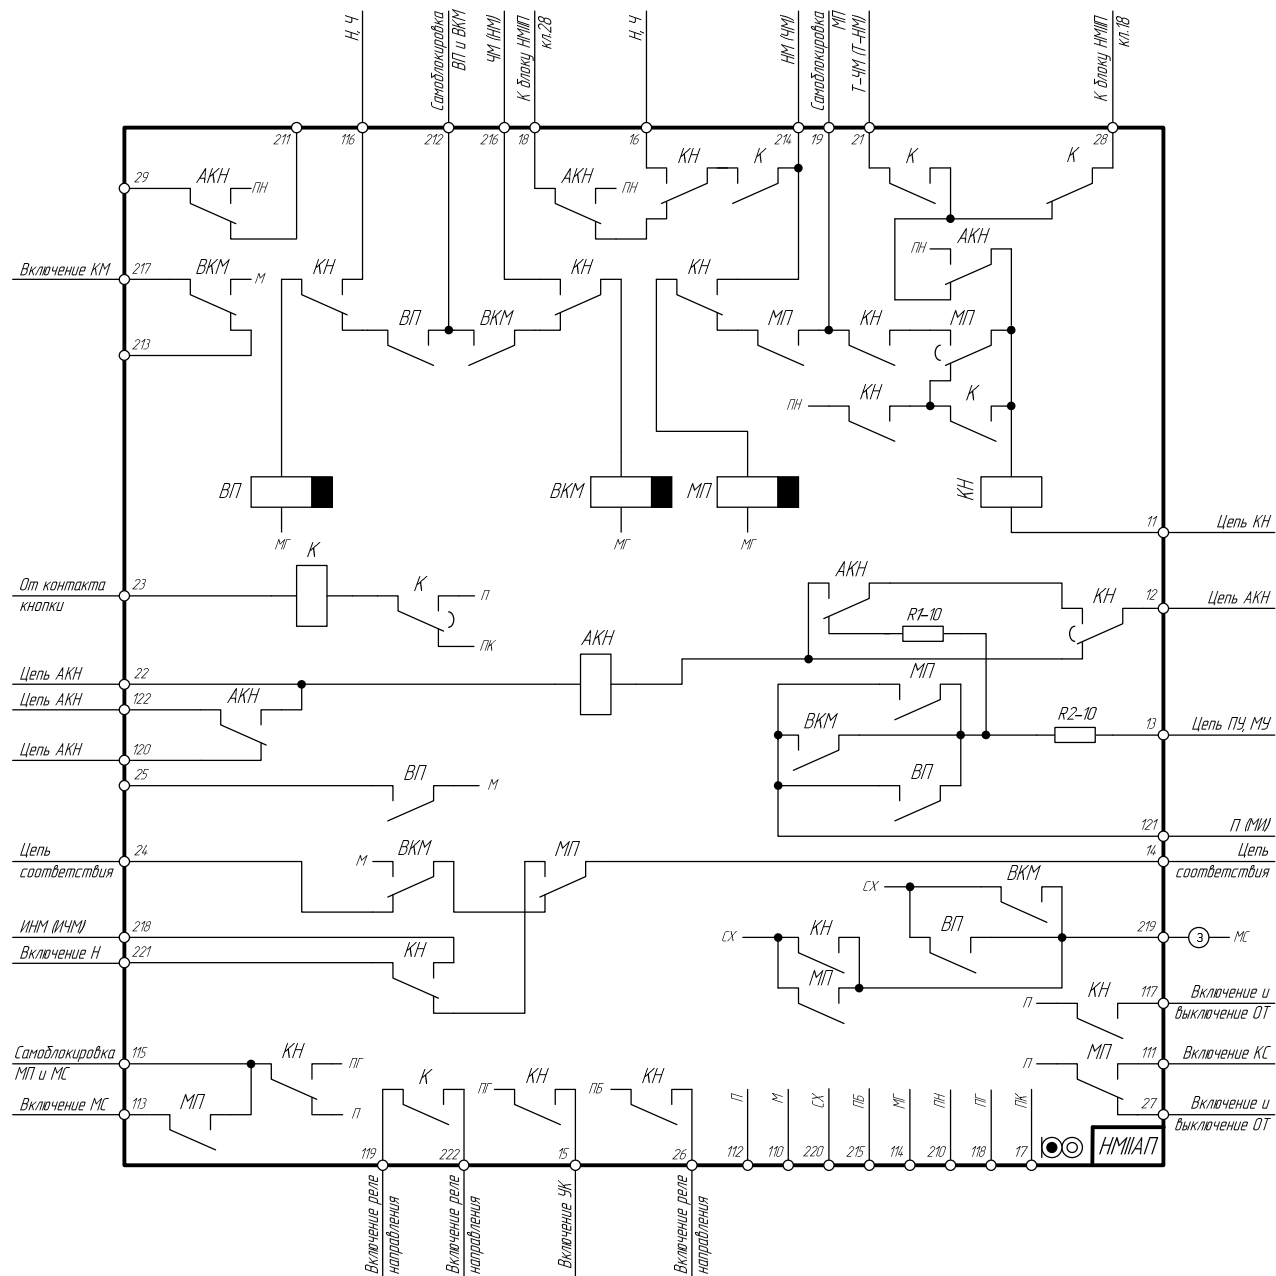 Н, Ч
Самоблокировка
ВП и ВКМ
ЧМ (НМ)
К блоку НМIIП
кл.28
Н, Ч
НМ (ЧМ)
Самоблокировка
МП
Т-ЧМ (Т-НМ)
К блоку НМIIП
кл.18
211
116
212
216
18
16
214
19
21
28
КН
К
К
К
29
АКН
ПН
АКН
ПН
АКН
ПН
Включение КМ
217
ВКМ
М
КН
КН
КН
213
ВП
ВКМ
МП
КН
МП
ПН
КН
К
ВП
МГ
ВКМ
МГ
МП
МГ
КН
11
Цепь КН
От контакта
кнопки
23
К
К
П
ПК
АКН
КН
12
Цепь АКН
R1-10
АКН
Цепь АКН
22
Цепь АКН
122
АКН
Цепь АКН
120
МП
ВКМ
R2-10
13
Цепь ПУ, МУ
25
ВП
М
ВП
121
П (МИ)
Цепь
соответствия
24
М
ВКМ
МП
14
Цепь
соответствия
СХ
ВКМ
ИНМ (ИЧМ)
218
СХ
КН
ВП
219
3
МС
Включение Н
221
КН
МП
П
КН
117
Включение и
выключение ОТ
Самоблокировка
МП и МС
115
КН
ПГ
П
П
МП
111
Включение КС
Включение МС
113
МП
27
Включение и
выключение ОТ
К
ПГ
КН
ПБ
КН
П
М
СХ
ПБ
МГ
ПН
ПГ
ПК
НМIIАП
119
222
15
26
112
110
220
215
114
210
118
17
Включение реле
направления
Включение реле
направления
Включение УК
Включение реле
направления